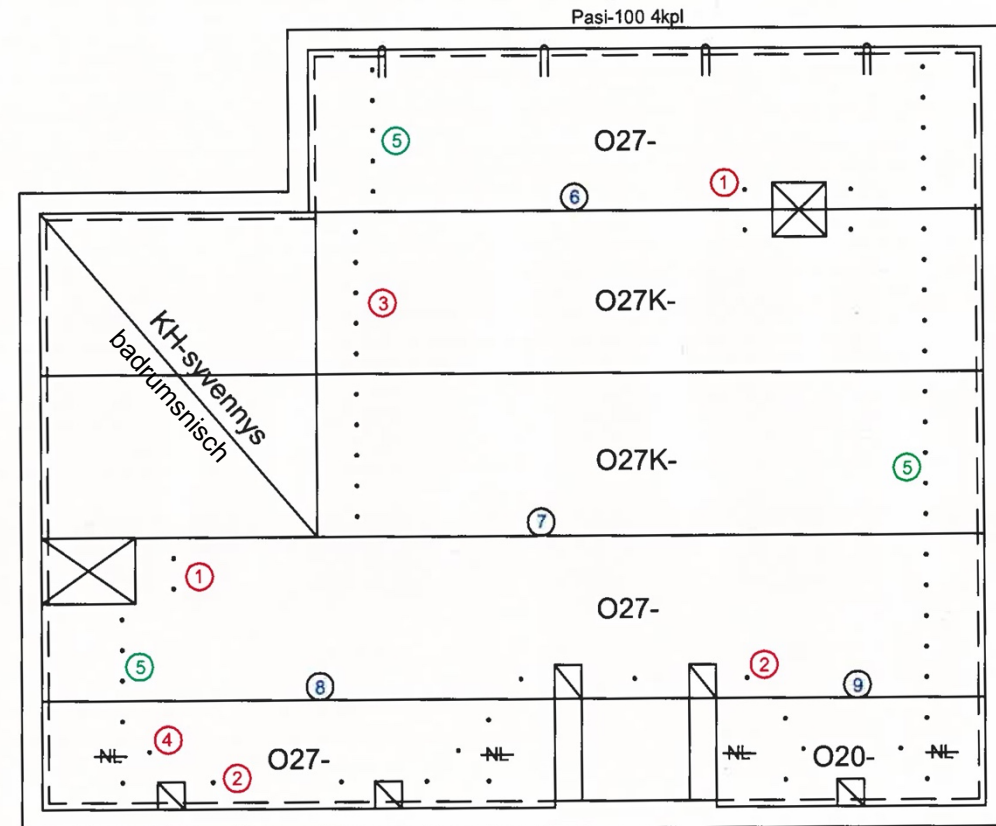 Pasi-100 4kpl
5
O27-
1
6
3
O27K-
KH-syvennys
badrumsnisch
O27K-
5
7
1
O27-
5
2
8
9
4
NL
O27-
NL
NL
O20-
NL
2